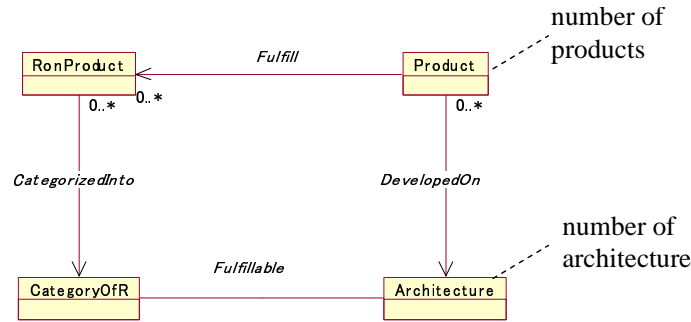 number of
products
Fulfill
RonProduct
Product
0..*
0..*
0..*
CategorizedInto
DevelopedOn
number of
architecture
Fulfillable
CategoryOfR
Architecture